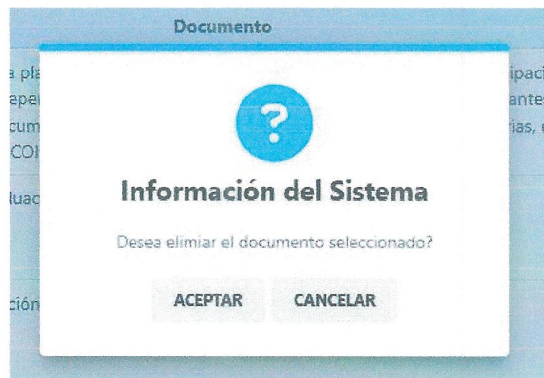 Documento
Información del Sistema
Desea elimiar el documento seleccionado?
ACEPTAR CANCELAR